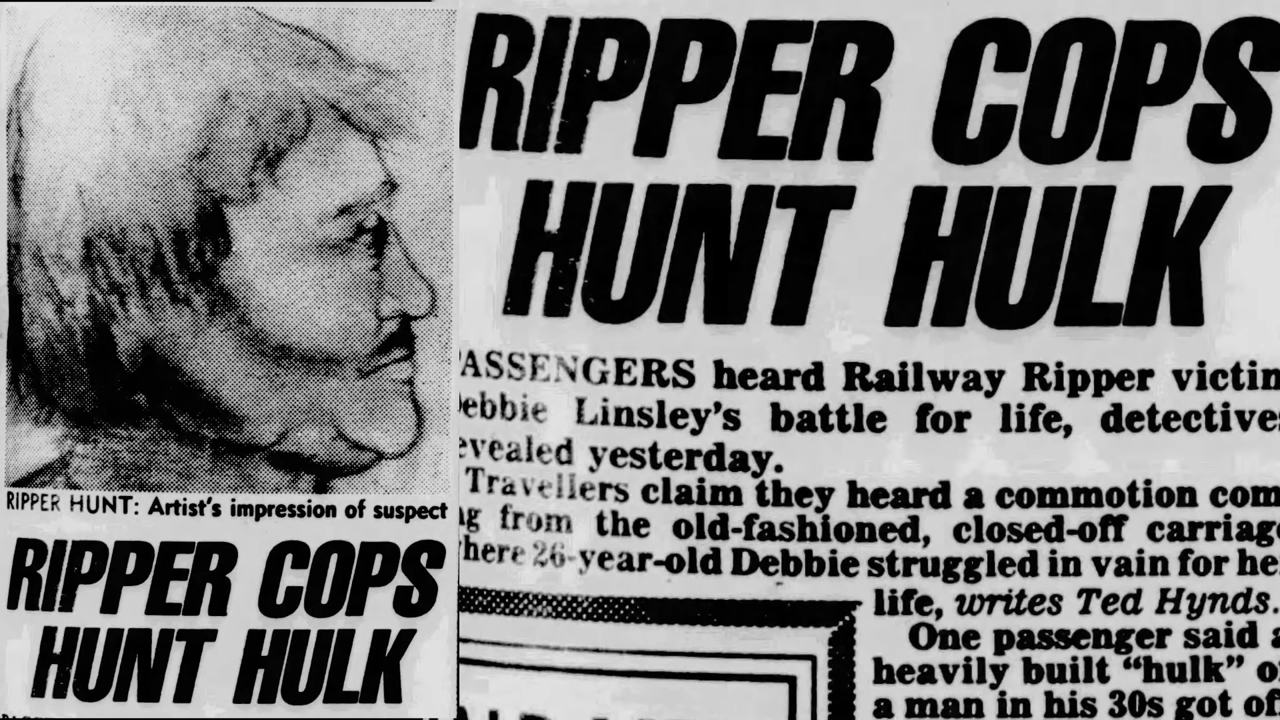 RIPPER HUNT: Artist's impression of suspect
RIPPER COPS
HUNT HULK
RIPPER COPS
HUNT HULK
PASSENGERS heard Railway Ripper victim
Debbie Linsley's battle for life, detectives
revealed yesterday.
Travellers claim they heard a commotion com
ng from the old-fashioned, closed-off carriage
where 26-year-old Debbie struggled in vain for he
life, writes Ted Hynds.
One passenger said a
heavily built "hulk" o
a man in his 30s got of